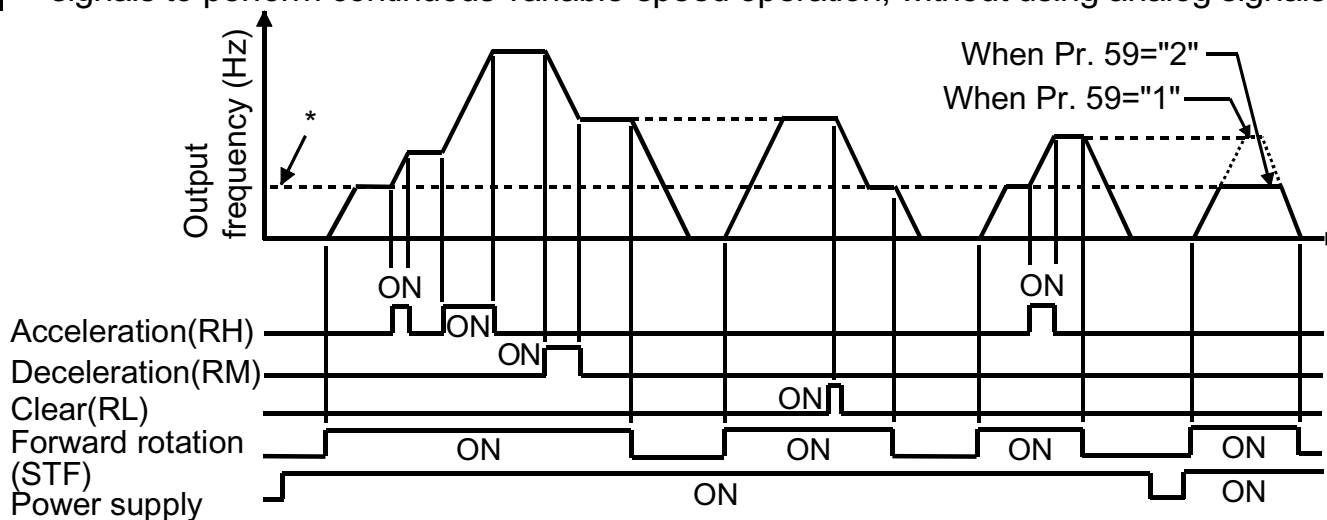 signals to perform continuous variable-speed operation, without using analog signals
Output
frequency (Hz)
*
When Pr. 59="2"
When Pr. 59="1"
ON
ON
Acceleration(RH)
ON
ON
Deceleration(RM)
ON
Clear(RL)
Forward rotation
(STF)
ON
ON
ON
ON
Power supply
ON
ON